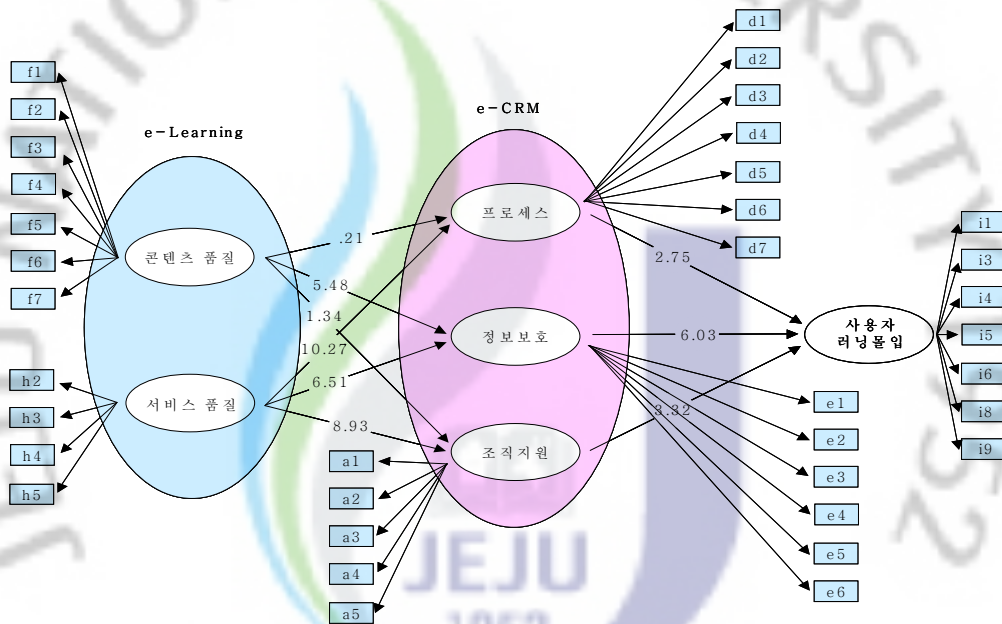 e-Learning
e-CRM
f1
f2
f3
f4
f5
f6
f7
콘텐츠 품질
서비스 품질
h2
h3
h4
h5
.21
5.48
1.34
10.27
6.51
8.93
프로세스
정보보호
조직지원
a1
a2
a3
a4
a5
d1
d2
d3
d4
d5
d6
d7
2.75
6.03
3.32
사용자
러닝몰입
e1
e2
e3
e4
e5
e6
i1
i3
i4
i5
i6
i8
i9
JEJU
1952